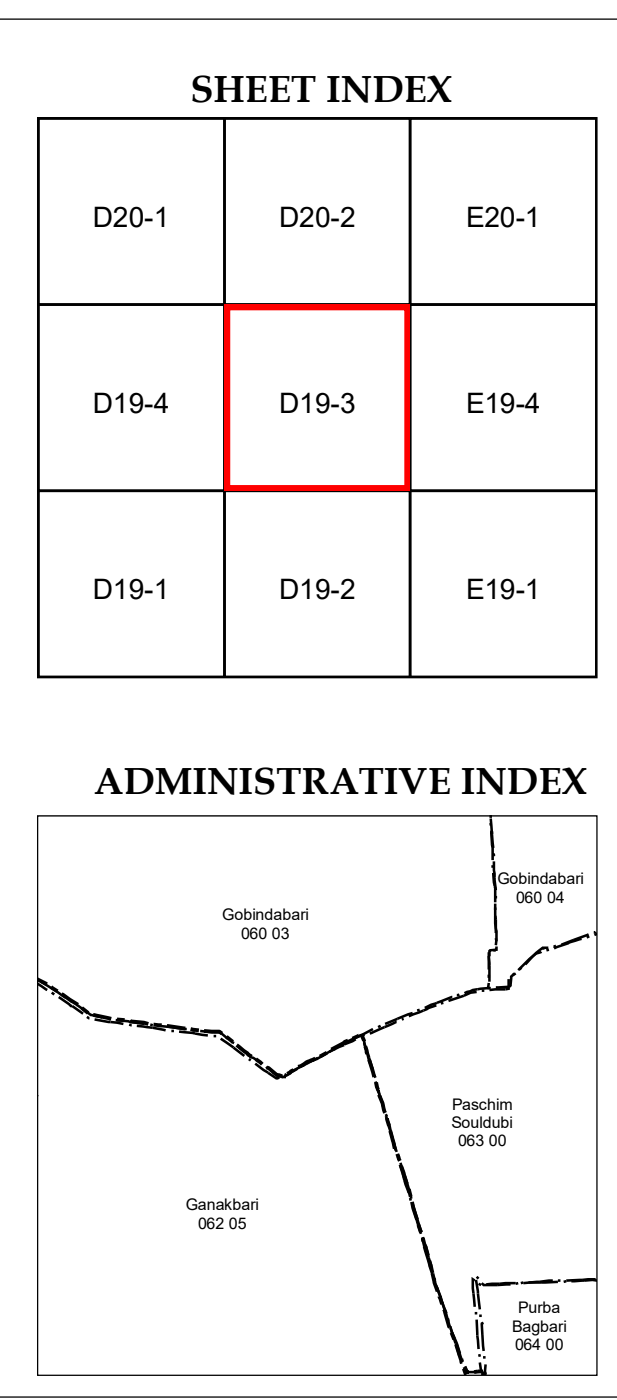 SHEET INDEX
D20-1 D20-2 E20-1
D19-4 D19-3 E19-4
D19-1 D19-2 E19-1
ADMINISTRATIVE INDEX
Gobindabari
060 04
Gobindabari
060 03
Paschim
Souldubi
063 00
Ganakbari
062 05
Purba
Bagbari
064 00